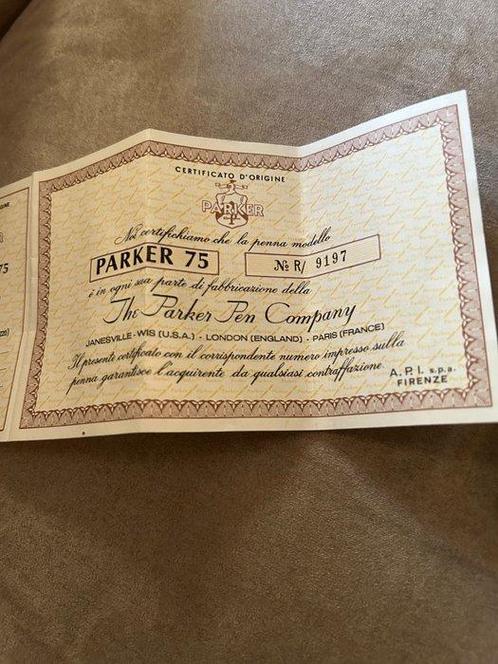 CERTIFICATO D'ORIGINE
PARKER
Noi certifichiamo che la penna modello
PARKER 75
№ R/ 9197
è in ogni sua parte di fabbricazione della
The Parker Pen Company
JANESVILLE-WIS (U.S.A.) - LONDON (ENGLAND) - PARIS (FRANCE)
Il presente certificato con il corrispondente numero impresso sulla
penna garantisce l'acquirente da qualsiasi contraffazione
A.P.I. s.p.a.
FIRENZE
75